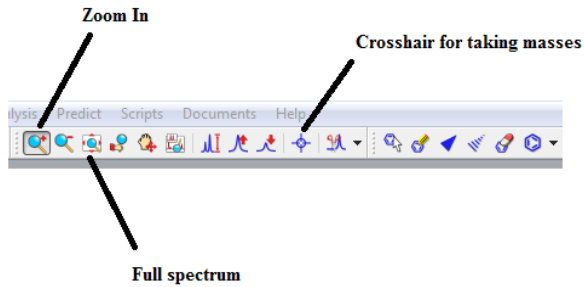 Zoom In
Crosshair for taking masses
alysis Predict Scripts Documents Help
Full spectrum